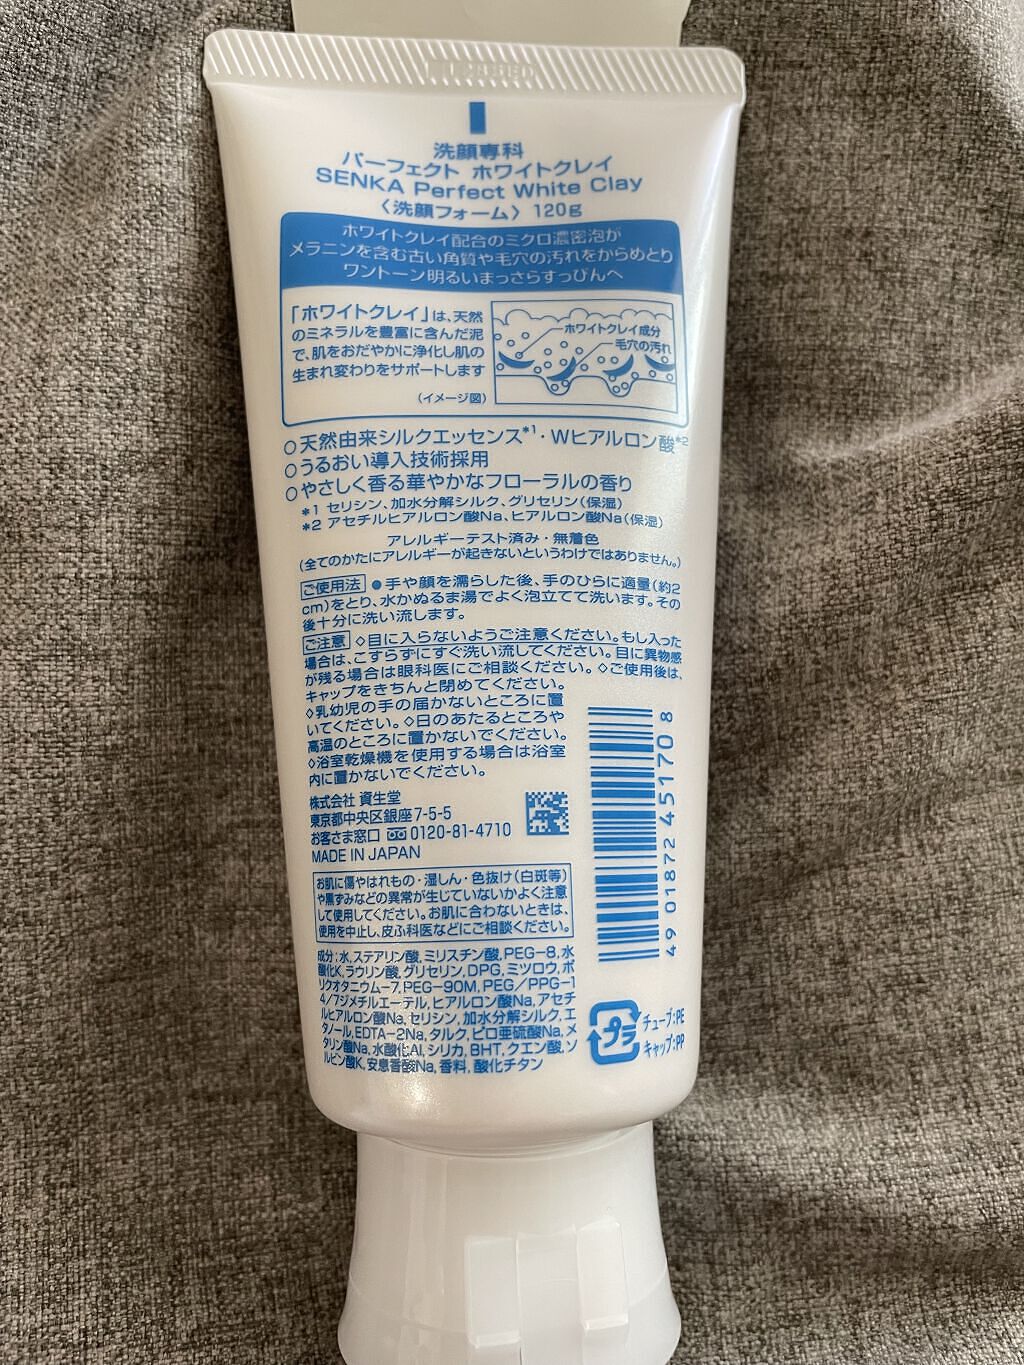 洗顔専科
パーフェクト ホワイトクレイ
SENKA Perfect White Clay
〈洗顔フォーム〉 120g
ホワイトクレイ配合のミクロ濃密泡が
メラニンを含む古い角質や毛穴の汚れをからめとり
ワントーン明るいまっさらすっぴんへ
「ホワイトクレイ」は、天然
のミネラルを豊富に含んだ泥
で、肌をおだやかに浄化し肌の
生まれ変わりをサポートします
(イメージ図)
ホワイトクレイ成分
毛穴の汚れ
○天然由来シルクエッセンス*1・Wヒアルロン酸*2
○うるおい導入技術採用
○やさしく香る華やかなフローラルの香り
*1 セリシン、加水分解シルク、グリセリン(保湿)
*2 アセチルヒアルロン酸Na、ヒアルロン酸Na(保湿)
アレルギーテスト済み・無着色
(全てのかたにアレルギーが起きないというわけではありません。)
ご使用法 ●手や顔を濡らした後、手のひらに適量(約2
cm)をとり、水かぬるま湯でよく泡立てて洗います。その
後十分に洗い流します。
ご注意 ◇目に入らないようご注意ください。もし入った
場合は、こすらずにすぐ洗い流してください。目に異物感
が残る場合は眼科医にご相談ください。◇ご使用後は、
キャップをきちんと閉めてください。
◇乳幼児の手の届かないところに置
いてください。◇日のあたるところや
高温のところに置かないでください。
◇浴室乾燥機を使用する場合は浴室
内に置かないでください。
株式会社 資生堂
東京都中央区銀座7-5-5
お客さま窓口 0120-81-4710
MADE IN JAPAN
4901872451708
お肌に傷やはれもの・湿しん・色抜け(白斑等)
や黒ずみなどの異常が生じていないかよく注意
して使用してください。お肌に合わないときは、
使用を中止し、皮ふ科医などにご相談ください。
成分:水,ステアリン酸,ミリスチン酸,PEG-8,水
酸化K,ラウリン酸,グリセリン,DPG,ミツロウ,ポ
リクオタニウム-7,PEG-90M,PEG/PPG-1
4/7ジメチルエーテル,ヒアルロン酸Na,アセチ
ルヒアルロン酸Na,セリシン,加水分解シルク,エ
タノール,EDTA-2Na,タルク,ピロ亜硫酸Na,メ
タリン酸Na,水酸化Al,シリカ,BHT,クエン酸,ソ
ルビン酸K,安息香酸Na,香料,酸化チタン
プラ
チューブ:PE
キャップ:PP